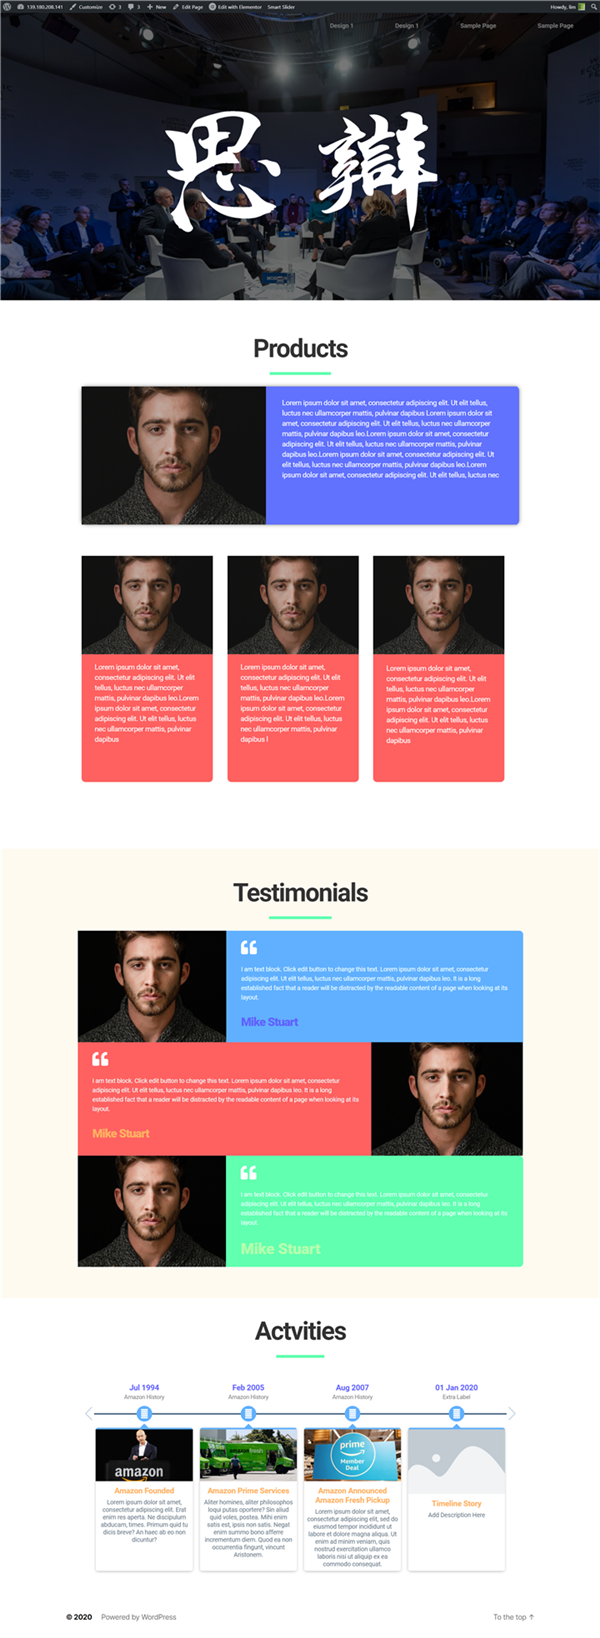 139.180.208.141 Customize 3 3 New Edit Page Edit with Elementor Smart Slider Howdy, lim
Design 1 Design 1 Sample Page Sample Page
思 辯
Products
Lorem ipsum dolor sit amet, consectetur adipiscing elit. Ut elit tellus,
luctus nec ullamcorper mattis, pulvinar dapibus Lorem ipsum dolor sit
amet, consectetur adipiscing elit. Ut elit tellus, luctus nec ullamcorper
mattis, pulvinar dapibus leo.Lorem ipsum dolor sit amet, consectetur
adipiscing elit. Ut elit tellus, luctus nec ullamcorper mattis, pulvinar
dapibus leo.Lorem ipsum dolor sit amet, consectetur adipiscing elit. Ut
elit tellus, luctus nec ullamcorper mattis, pulvinar dapibus leo.Lorem
ipsum dolor sit amet, consectetur adipiscing elit. Ut elit tellus, luctus nec
Lorem ipsum dolor sit amet,
consectetur adipiscing elit. Ut elit
tellus, luctus nec ullamcorper
mattis, pulvinar dapibus leo.Lorem
ipsum dolor sit amet, consectetur
adipiscing elit. Ut elit tellus, luctus
nec ullamcorper mattis, pulvinar
dapibus
Lorem ipsum dolor sit amet,
consectetur adipiscing elit. Ut elit
tellus, luctus nec ullamcorper
mattis, pulvinar dapibus leo.Lorem
ipsum dolor sit amet, consectetur
adipiscing elit. Ut elit tellus, luctus
nec ullamcorper mattis, pulvinar
dapibus l
Lorem ipsum dolor sit amet,
consectetur adipiscing elit. Ut elit
tellus, luctus nec ullamcorper
mattis, pulvinar dapibus leo.Lorem
ipsum dolor sit amet, consectetur
adipiscing elit. Ut elit tellus, luctus
nec ullamcorper mattis, pulvinar
dapibus
Testimonials
I am text block. Click edit button to change this text. Lorem ipsum dolor sit amet, consectetur
adipiscing elit. Ut elit tellus, luctus nec ullamcorper mattis, pulvinar dapibus leo. It is a long
established fact that a reader will be distracted by the readable content of a page when looking at its
layout.
Mike Stuart
I am text block. Click edit button to change this text. Lorem ipsum dolor sit amet, consectetur
adipiscing elit. Ut elit tellus, luctus nec ullamcorper mattis, pulvinar dapibus leo. It is a long
established fact that a reader will be distracted by the readable content of a page when looking at its
layout.
Mike Stuart
I am text block. Click edit button to change this text. Lorem ipsum dolor sit amet, consectetur
adipiscing elit. Ut elit tellus, luctus nec ullamcorper mattis, pulvinar dapibus leo. It is a long
established fact that a reader will be distracted by the readable content of a page when looking at its
layout.
Mike Stuart
Actvities
Jul 1994
Amazon History
Feb 2005
Amazon History
Aug 2007
Amazon History
01 Jan 2020
Extra Label
amazon
Amazon Founded
Lorem ipsum dolor sit amet,
consectetur adipiscing elit. Erat
enim res aperta. Ne discipulum
abducam, times. Primum quid tu
dicis breve? An haec ab eo non
dicuntur?
amazonfresh
Amazon Prime Services
Aliter homines, aliter philosophos
loqui putas oportere? Sin aliud
quid voles, postea. Mihi enim
satis est, ipsis non satis. Negat
enim summo bono afferre
incrementum diem. Quod ea non
occurrentia fingunt, vincunt
Aristonem.
prime
Member
Deal
Amazon Announced
Amazon Fresh Pickup
Lorem ipsum dolor sit amet,
consectetur adipiscing elit, sed do
eiusmod tempor incididunt ut
labore et dolore magna aliqua. Ut
enim ad minim veniam, quis
nostrud exercitation ullamco
laboris nisi ut aliquip ex ea
commodo consequat.
Timeline Story
Add Description Here
© 2020 Powered by WordPress To the top ↑